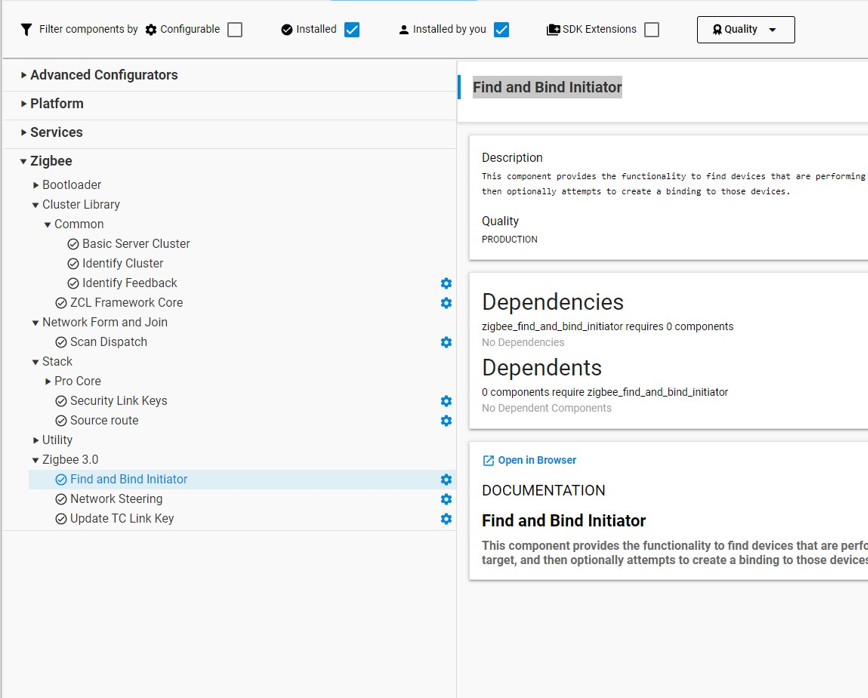 Filter components by Configurable Installed Installed by you SDK Extensions Quality
Advanced Configurators
Platform
Services
Zigbee
Bootloader
Cluster Library
Common
Basic Server Cluster
Identify Cluster
Identify Feedback
ZCL Framework Core
Network Form and Join
Scan Dispatch
Stack
Pro Core
Security Link Keys
Source route
Utility
Zigbee 3.0
Find and Bind Initiator
Network Steering
Update TC Link Key
Find and Bind Initiator
Description
This component provides the functionality to find devices that are performing
then optionally attempts to create a binding to those devices.
Quality
PRODUCTION
Dependencies
zigbee_find_and_bind_initiator requires 0 components
No Dependencies
Dependents
0 components require zigbee_find_and_bind_initiator
No Dependent Components
Open in Browser
DOCUMENTATION
Find and Bind Initiator
This component provides the functionality to find devices that are perfo
target, and then optionally attempts to create a binding to those devices